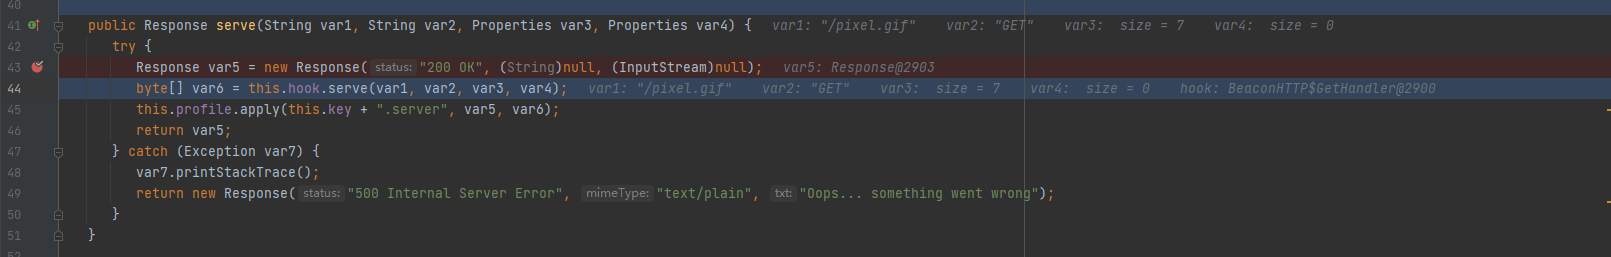 40
41 public Response serve(String var1, String var2, Properties var3, Properties var4) { var1: "/pixel.gif" var2: "GET" var3: size = 7 var4: size = 0
42 try {
43 Response var5 = new Response( status: "200 OK", (String)null, (InputStream)null); var5: Response@2903
44 byte[] var6 = this.hook.serve(var1, var2, var3, var4); var1: "/pixel.gif" var2: "GET" var3: size = 7 var4: size = 0 hook: BeaconHTTP$GetHandler@2900
45 this.profile.apply(this.key + ".server", var5, var6);
46 return var5;
47 } catch (Exception var7) {
48 var7.printStackTrace();
49 return new Response( status: "500 Internal Server Error", mimeType: "text/plain", txt: "Oops... something went wrong");
50 }
51 }
52